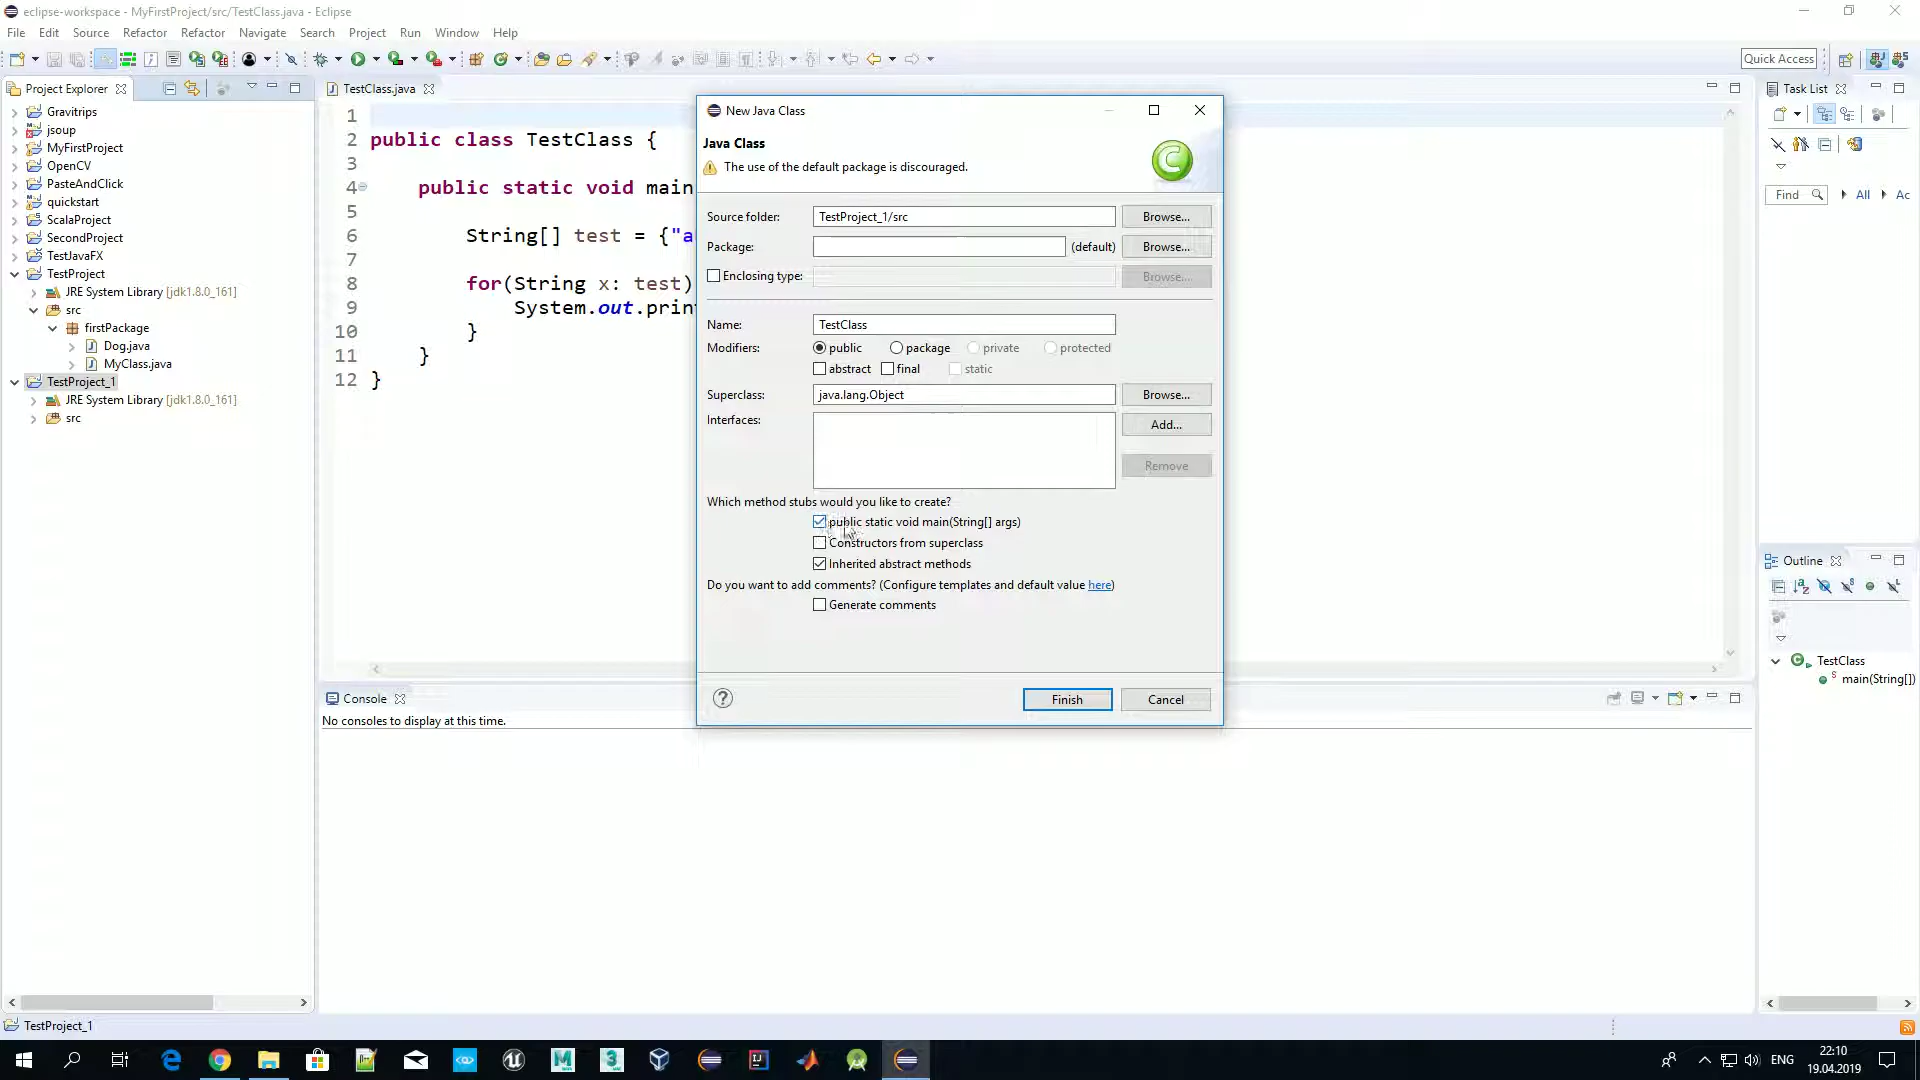 eclipse-workspace - MyFirstProject/src/TestClass.java - Eclipse
File Edit Source Refactor Refactor Navigate Search Project Run Window Help
Quick Access
Project Explorer
Gravitrips
jsoup
MyFirstProject
OpenCV
PasteAndClick
quickstart
ScalaProject
SecondProject
TestJavaFX
TestProject
JRE System Library [jdk1.8.0_161]
src
firstPackage
Dog.java
MyClass.java
TestProject_1
JRE System Library [jdk1.8.0_161]
src
TestClass.java
1
2 public class TestClass {
3
4 public static void main
5
6 String[] test = {"a
7
8 for(String x: test)
9 System.out.prin
10 }
11 }
12 }
New Java Class
Java Class
The use of the default package is discouraged.
Source folder: TestProject_1/src Browse...
Package: (default) Browse...
Enclosing type: Browse...
Name: TestClass
Modifiers: public package private protected
abstract final static
Superclass: java.lang.Object Browse...
Interfaces: Add...
Remove
Which method stubs would you like to create?
public static void main(String[] args)
Constructors from superclass
Inherited abstract methods
Do you want to add comments? (Configure templates and default value here)
Generate comments
Finish Cancel
Console
No consoles to display at this time.
Task List
Find All Ac
Outline
TestClass
main(String[])
TestProject_1
ENG
22:10
19.04.2019